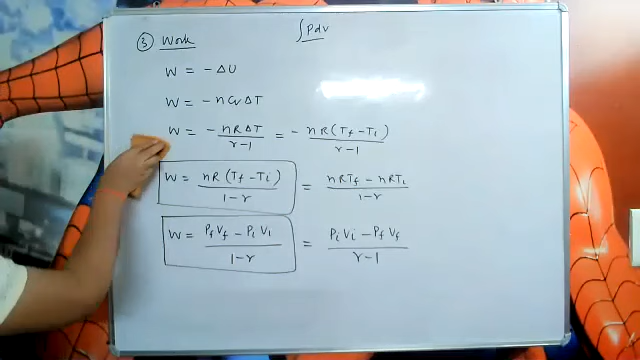 ③ Work ∫PdV
W = -ΔU
W = -nCvΔT
W = -nRΔT/γ-1 = -nR(Tf-Ti)/γ-1
W = nR(Tf-Ti)/1-γ = nRTf-nRTi/1-γ
W = PfVf-PiVi/1-γ = PiVi-PfVf/γ-1